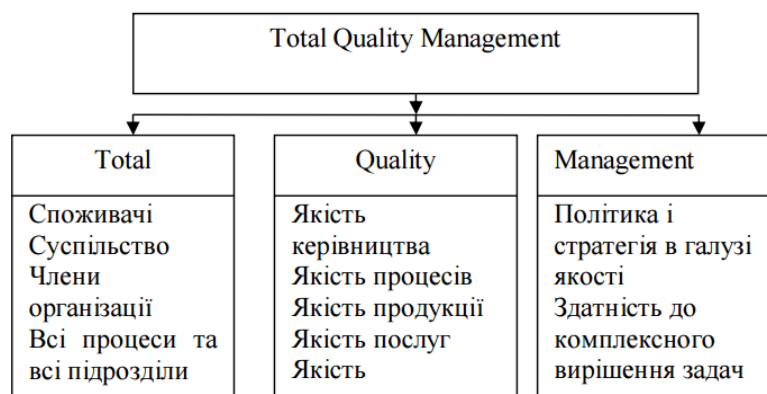 Total Quality Management
Total
Споживачі
Суспільство
Члени
організації
Всі процеси та
всі підрозділи
Quality
Якість
керівництва
Якість процесів
Якість продукції
Якість послуг
Якість
Management
Політика і
стратегія в галузі
якості
Здатність до
комплексного
вирішення задач